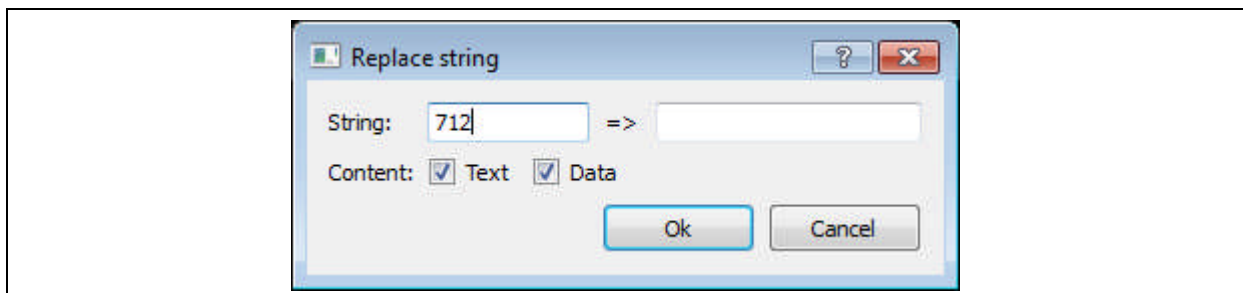 Replace string
String: 712 =>
Content: Text Data
Ok Cancel